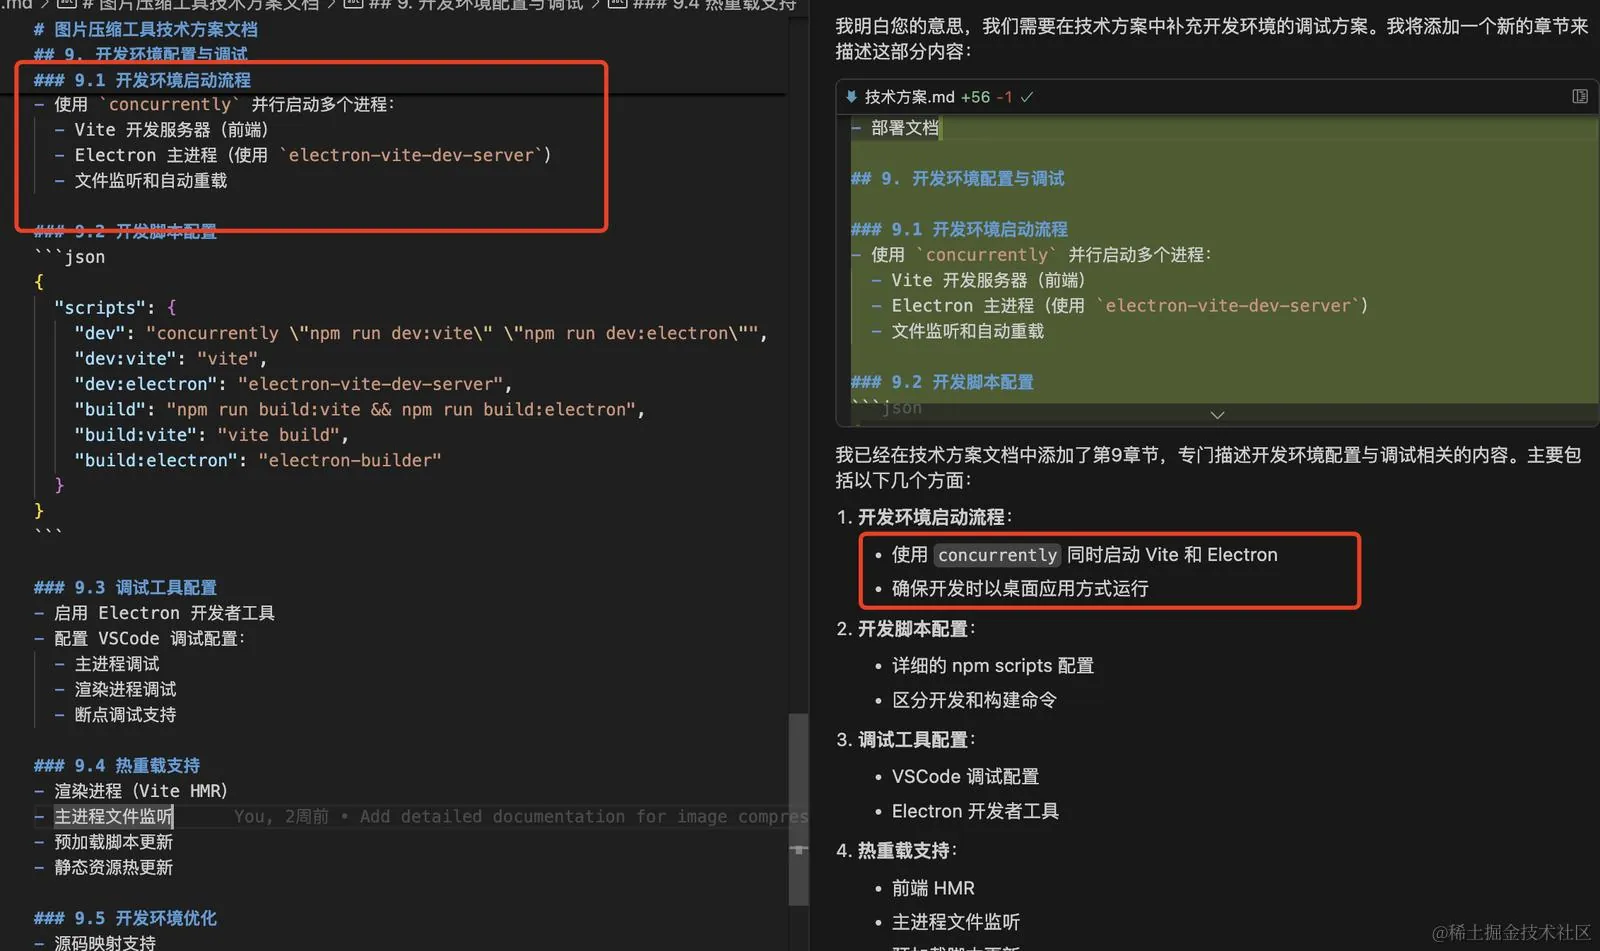 .md > # 图片压缩工具技术方案文档 > ## 9. 开发环境配置与调试 > ### 9.4 热重载支持
# 图片压缩工具技术方案文档
## 9. 开发环境配置与调试
### 9.1 开发环境启动流程
- 使用 `concurrently` 并行启动多个进程:
- Vite 开发服务器（前端）
- Electron 主进程（使用 `electron-vite-dev-server`）
- 文件监听和自动重载
### 9.2 开发脚本配置
```json
{
"scripts": {
"dev": "concurrently \"npm run dev:vite\" \"npm run dev:electron\"",
"dev:vite": "vite",
"dev:electron": "electron-vite-dev-server",
"build": "npm run build:vite && npm run build:electron",
"build:vite": "vite build",
"build:electron": "electron-builder"
}
}
```
### 9.3 调试工具配置
- 启用 Electron 开发者工具
- 配置 VSCode 调试配置:
- 主进程调试
- 渲染进程调试
- 断点调试支持
### 9.4 热重载支持
- 渲染进程（Vite HMR）
- 主进程文件监听 You, 2周前 • Add detailed documentation for image compres
- 预加载脚本更新
- 静态资源热更新
### 9.5 开发环境优化
- 源码映射支持
我明白您的意思，我们需要在技术方案中补充开发环境的调试方案。我将添加一个新的章节来
描述这部分内容：
技术方案.md +56 -1 ✓
- 部署文档
## 9. 开发环境配置与调试
### 9.1 开发环境启动流程
- 使用 `concurrently` 并行启动多个进程:
- Vite 开发服务器（前端）
- Electron 主进程（使用 `electron-vite-dev-server`）
- 文件监听和自动重载
### 9.2 开发脚本配置
```json
我已经在技术方案文档中添加了第9章节，专门描述开发环境配置与调试相关的内容。主要包
括以下几个方面：
1. 开发环境启动流程：
• 使用 concurrently 同时启动 Vite 和 Electron
• 确保开发时以桌面应用方式运行
2. 开发脚本配置：
• 详细的 npm scripts 配置
• 区分开发和构建命令
3. 调试工具配置：
• VSCode 调试配置
• Electron 开发者工具
4. 热重载支持：
• 前端 HMR
• 主进程文件监听
• 预加载脚本更新
@稀土掘金技术社区